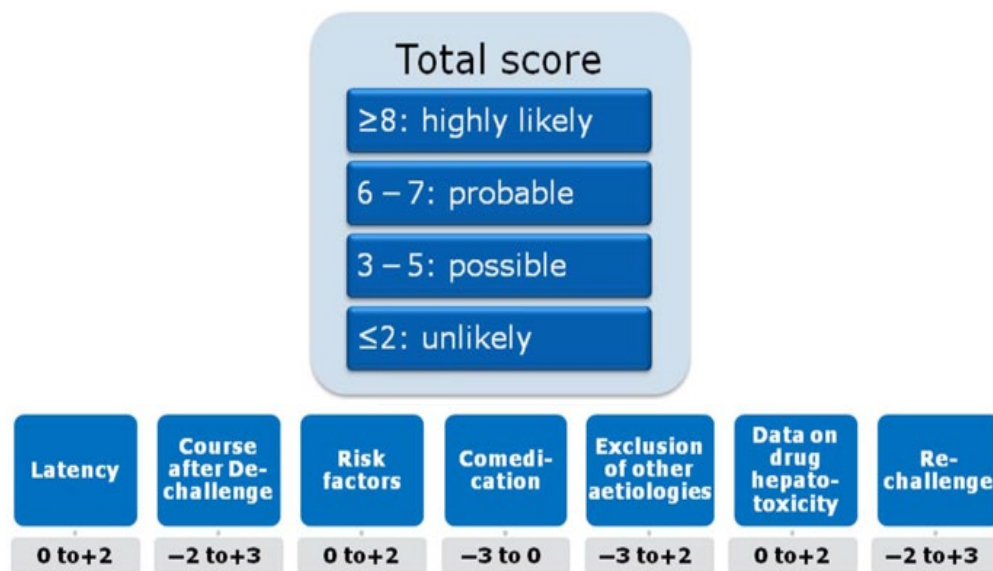 Total score
≥8: highly likely
6 – 7: probable
3 – 5: possible
≤2: unlikely
Latency
Course
after De-
challenge
Risk
factors
Comedi-
cation
Exclusion
of other
aetiologies
Data on
drug
hepato-
toxicity
Re-
challenge
0 to+2
−2 to+3
0 to+2
−3 to 0
−3 to+2
0 to+2
−2 to+3